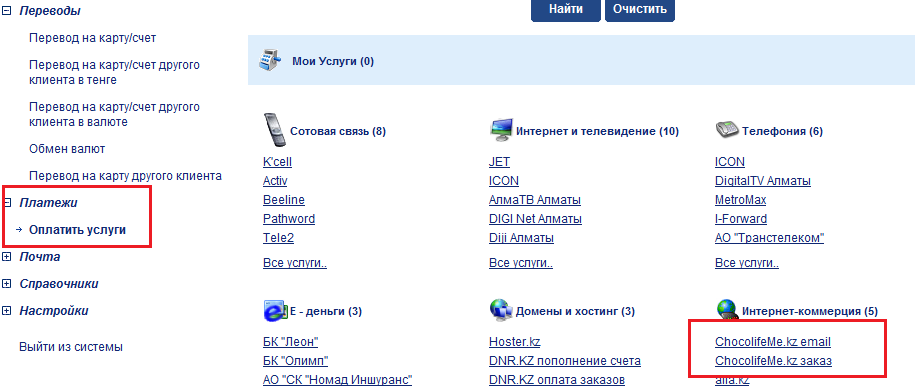 Переводы
Перевод на карту/счет
Перевод на карту/счет другого
клиента в тенге
Перевод на карту/счет другого
клиента в валюте
Обмен валют
Перевод на карту другого клиента
Платежи
Оплатить услуги
Почта
Справочники
Настройки
Выйти из системы
Найти
Очистить
Мои Услуги (0)
Сотовая связь (8)
K'cell
Activ
Beeline
Pathword
Tele2
Все услуги..
Интернет и телевидение (10)
JET
ICON
АлмаТВ Алматы
DIGI Net Алматы
Diji Алматы
Все услуги..
Телефония (6)
ICON
DigitalTV Алматы
MetroMax
I-Forward
АО "Транстелеком"
Все услуги..
Е - деньги (3)
БК "Леон"
БК "Олимп"
АО "СК "Номад Иншуранс"
Домены и хостинг (3)
Hoster.kz
DNR.KZ пополнение счета
DNR.KZ оплата заказов
Интернет-коммерция (5)
ChocolifeMe.kz email
ChocolifeMe.kz заказ
alfa.kz